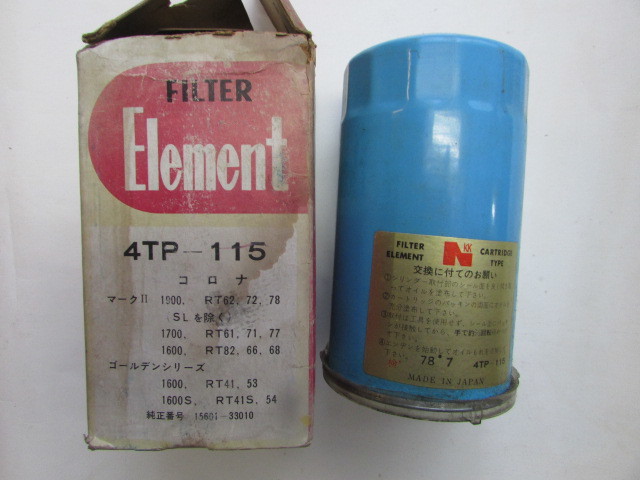 FILTER
Element
4TP-115
コロナ
マークII 1900, RT62, 72, 78
SLを除く
1700, RT61, 71, 77
1600, RT82, 66, 68
ゴールデンシリーズ
1600, RT41, 53
1600S, RT41S, 54
純正番号 15601-33010
FILTER ELEMENT
N KK
CARTRIDGE TYPE
交換に付てのお願い
78 7 4TP-115
MADE IN JAPAN